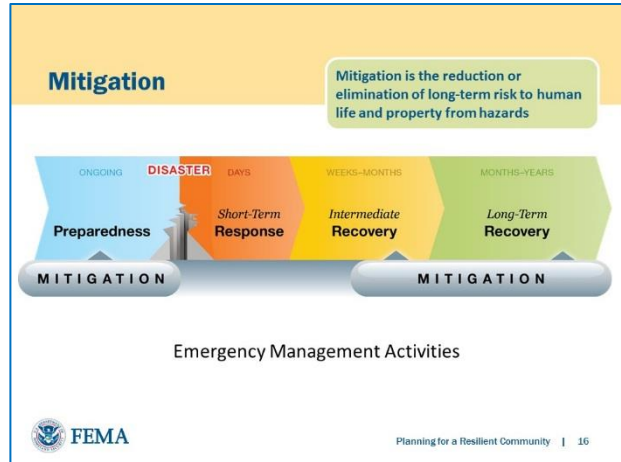 Mitigation
Mitigation is the reduction or
elimination of long-term risk to human
life and property from hazards
ONGOING
DISASTER
DAYS
WEEKS–MONTHS
MONTHS–YEARS
Preparedness
Short-Term
Response
Intermediate
Recovery
Long-Term
Recovery
MITIGATION
MITIGATION
Emergency Management Activities
FEMA
Planning for a Resilient Community | 16